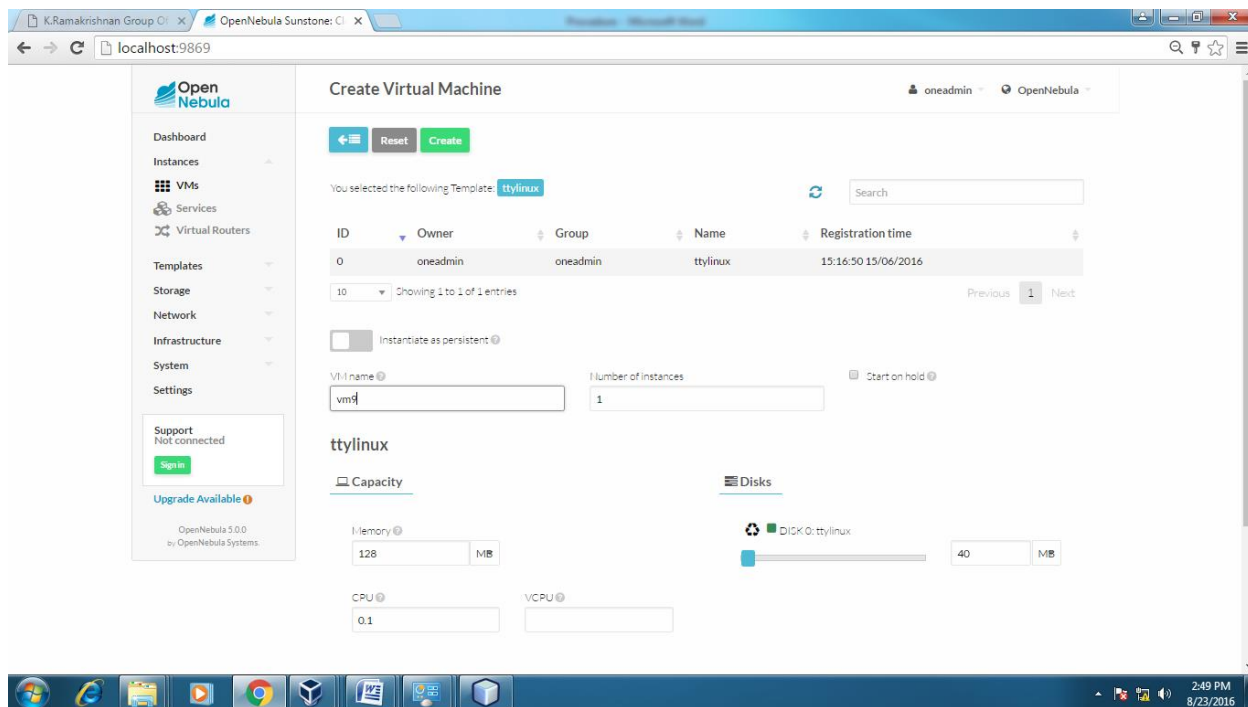 K.Ramakrishnan Group Of
OpenNebula Sunstone: Cl
Procedure - Microsoft Word
localhost:9869
Open
Nebula
Create Virtual Machine
oneadmin
OpenNebula
Dashboard
Instances
VMs
Services
Virtual Routers
Templates
Storage
Network
Infrastructure
System
Settings
Support
Not connected
Sign in
Upgrade Available
OpenNebula 5.0.0
by OpenNebula Systems.
Reset Create
You selected the following Template: ttylinux
Search
ID Owner Group Name Registration time
0 oneadmin oneadmin ttylinux 15:16:50 15/06/2016
10 Showing 1 to 1 of 1 entries
Previous 1 Next
Instantiate as persistent
VM name Number of instances Start on hold
vm9 1
ttylinux
Capacity Disks
Memory DISK 0: ttylinux
128 MB 40 MB
CPU VCPU
0.1
2:49 PM
8/23/2016